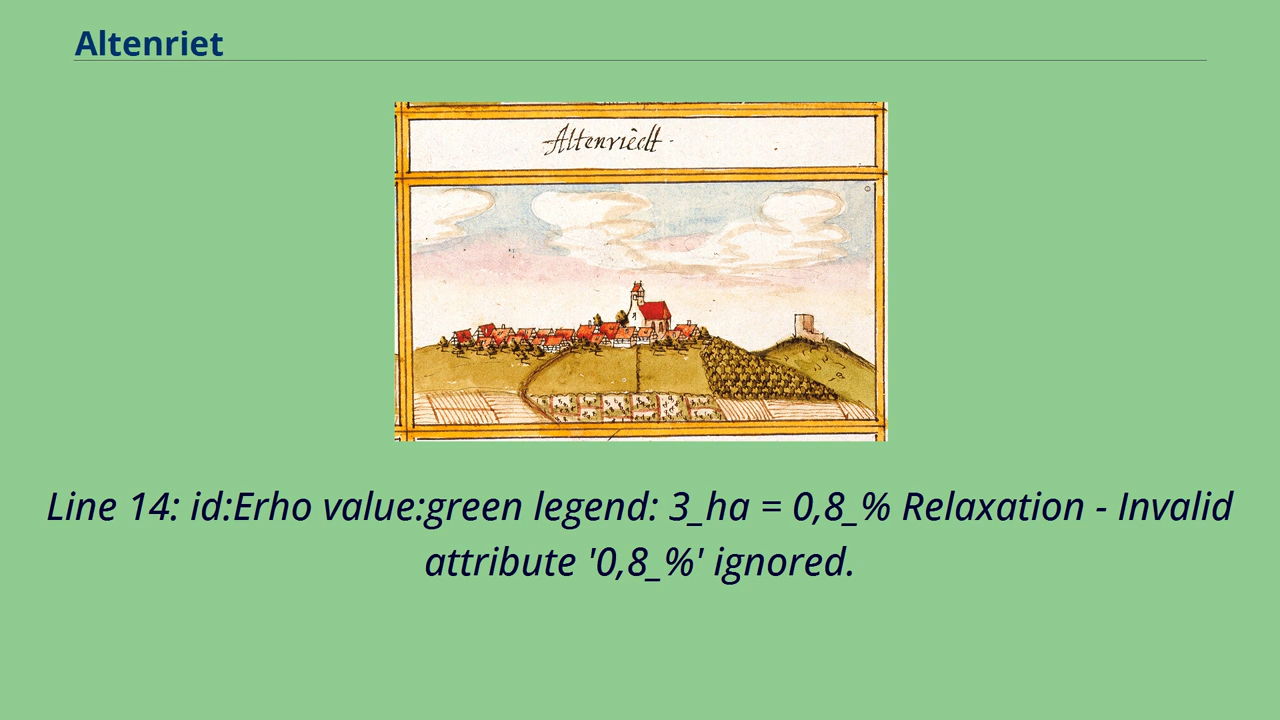 Altenriet
Altenriedt.
Line 14: id:Erho value:green legend: 3_ha = 0,8_% Relaxation - Invalid
attribute '0,8_%' ignored.